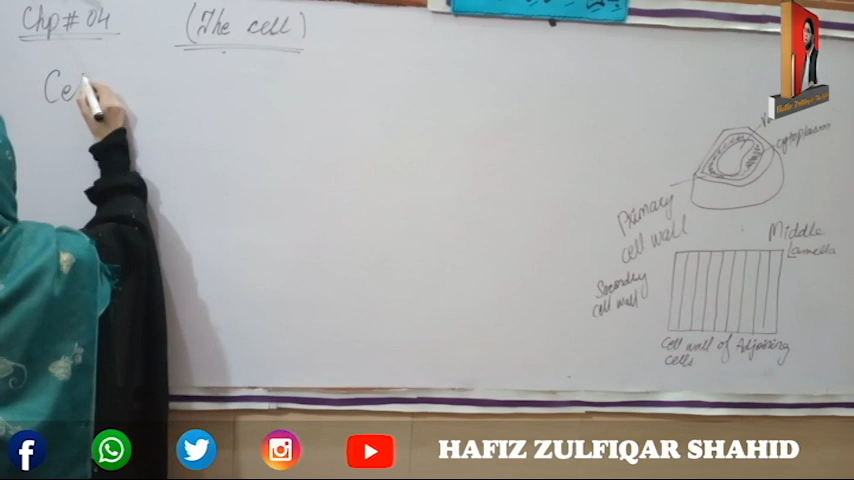 Chp # 04 (The cell)
Ce
cytoplasm
Primary
cell wall
Middle
Lamella
Secondry
cell wall
Cell wall of Adjoining
cells
HAFIZ ZULFIQAR SHAHID